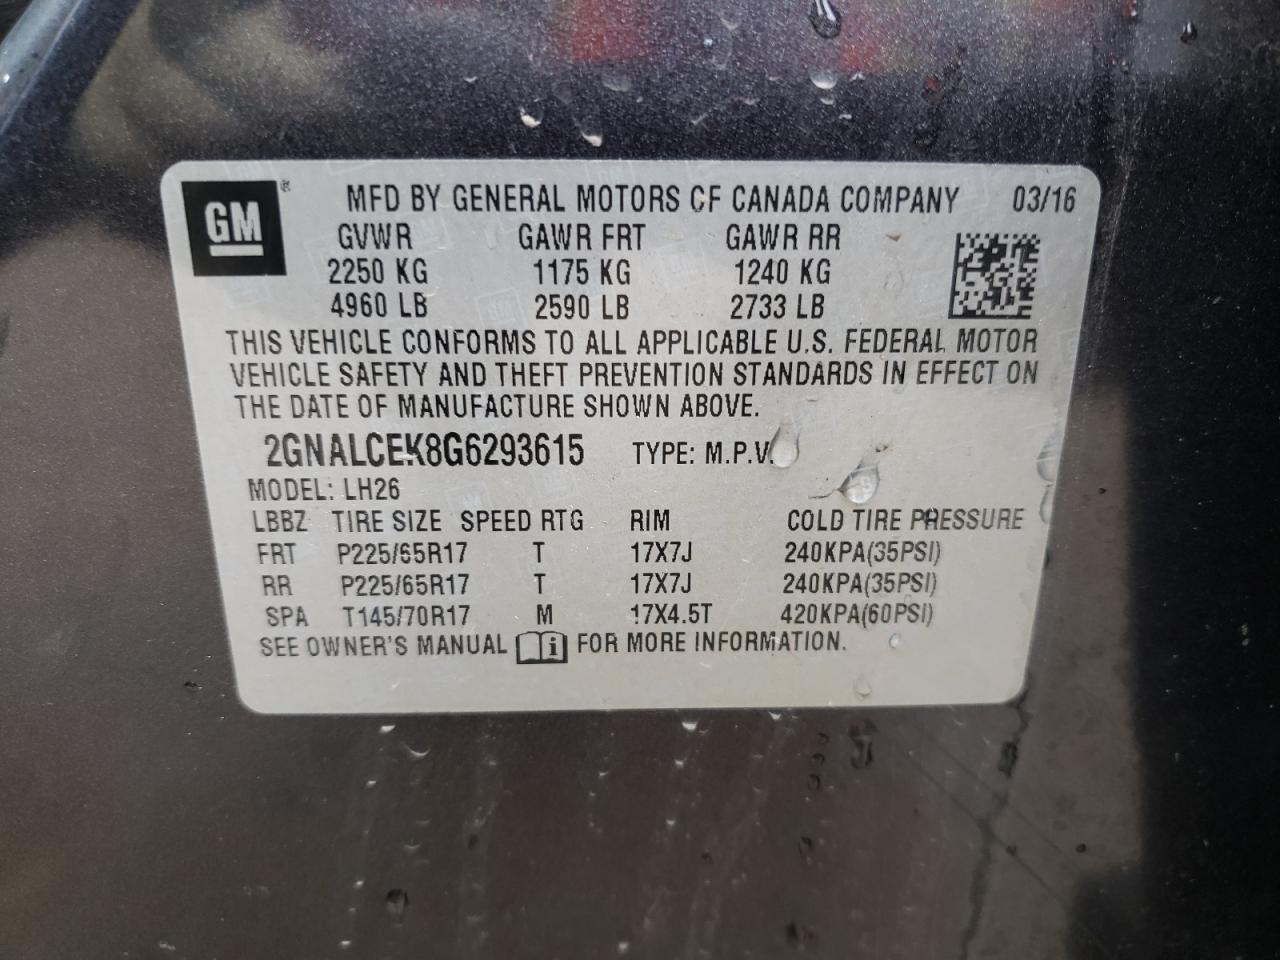 GM ® MFD BY GENERAL MOTORS OF CANADA COMPANY 03/16
GVWR GAWR FRT GAWR RR
2250 KG 1175 KG 1240 KG
4960 LB 2590 LB 2733 LB
THIS VEHICLE CONFORMS TO ALL APPLICABLE U.S. FEDERAL MOTOR
VEHICLE SAFETY AND THEFT PREVENTION STANDARDS IN EFFECT ON
THE DATE OF MANUFACTURE SHOWN ABOVE.
2GNALCEK8G6293615 TYPE: M.P.V.
MODEL: LH26
LBBZ TIRE SIZE SPEED RTG RIM COLD TIRE PRESSURE
FRT P225/65R17 T 17X7J 240KPA(35PSI)
RR P225/65R17 T 17X7J 240KPA(35PSI)
SPA T145/70R17 M 17X4.5T 420KPA(60PSI)
SEE OWNER'S MANUAL i FOR MORE INFORMATION.